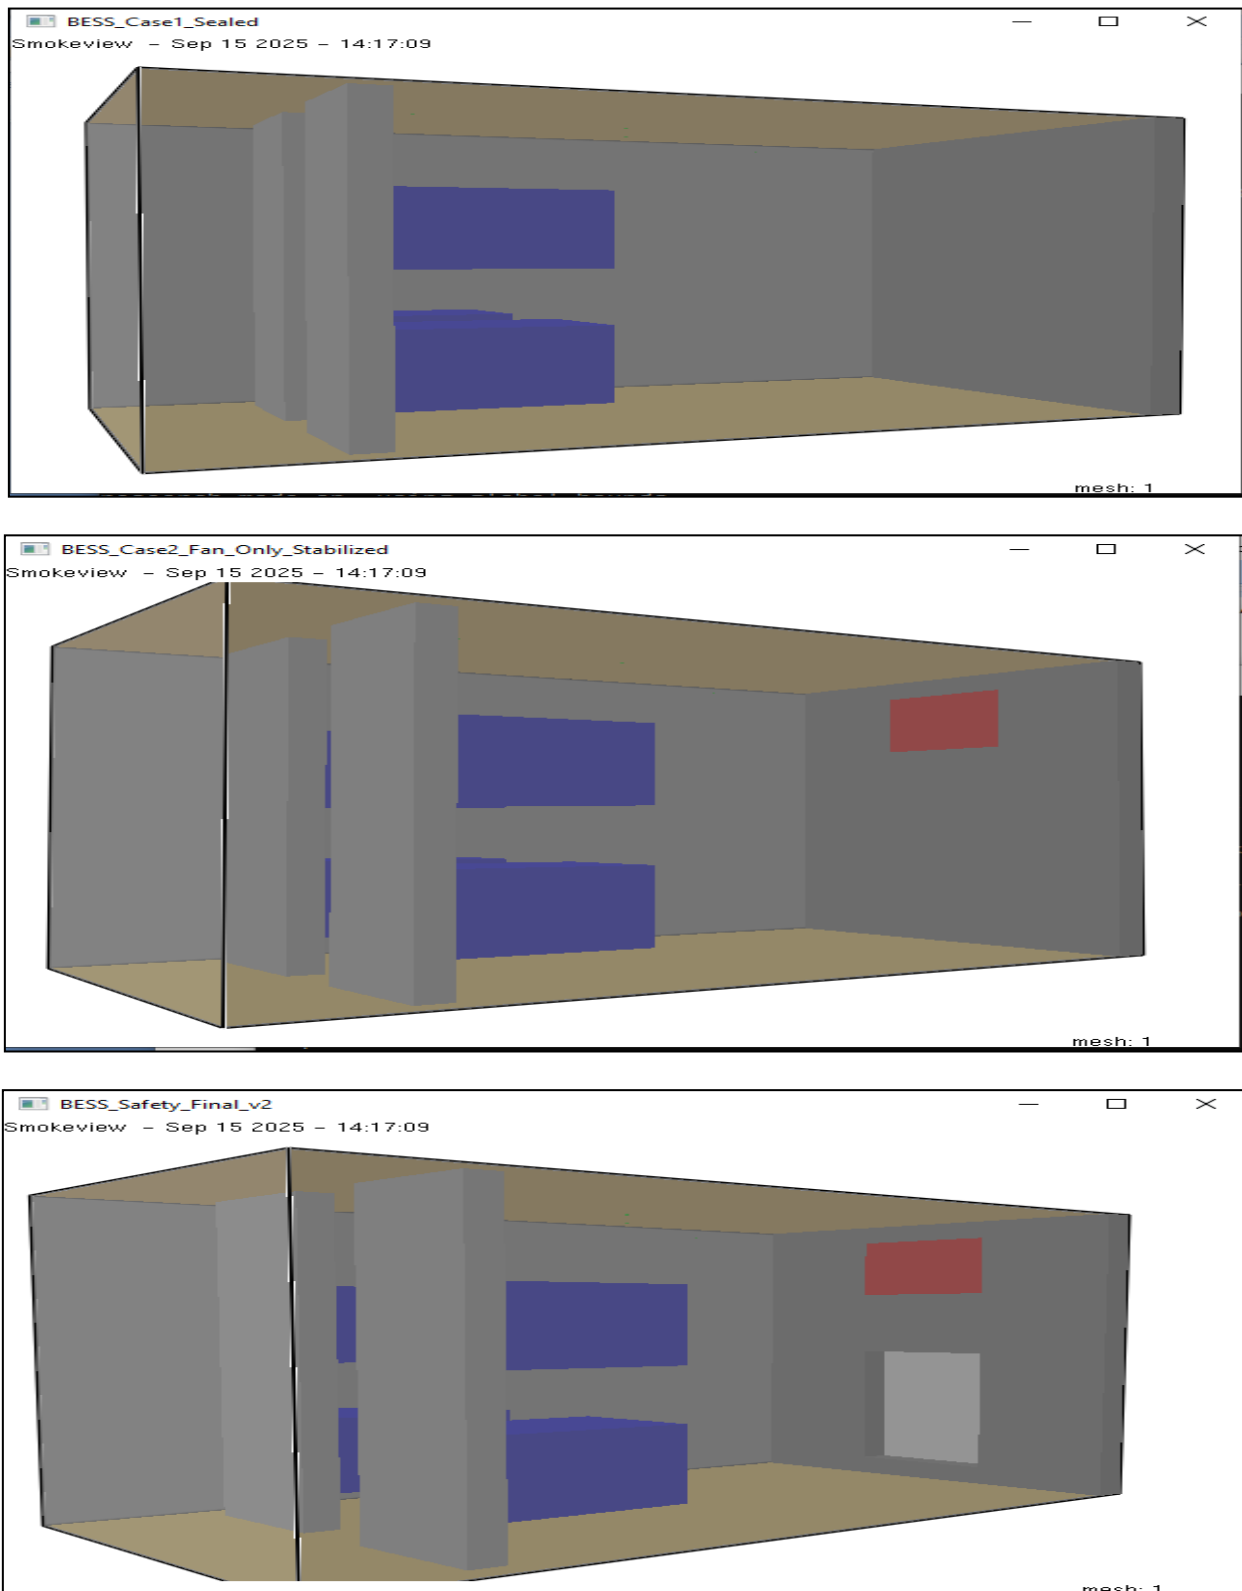 BESS_Case1_Sealed
Smokeview - Sep 15 2025 - 14:17:09
mesh: 1
BESS_Case2_Fan_Only_Stabilized
Smokeview - Sep 15 2025 - 14:17:09
mesh: 1
BESS_Safety_Final_v2
Smokeview - Sep 15 2025 - 14:17:09
mesh: 1